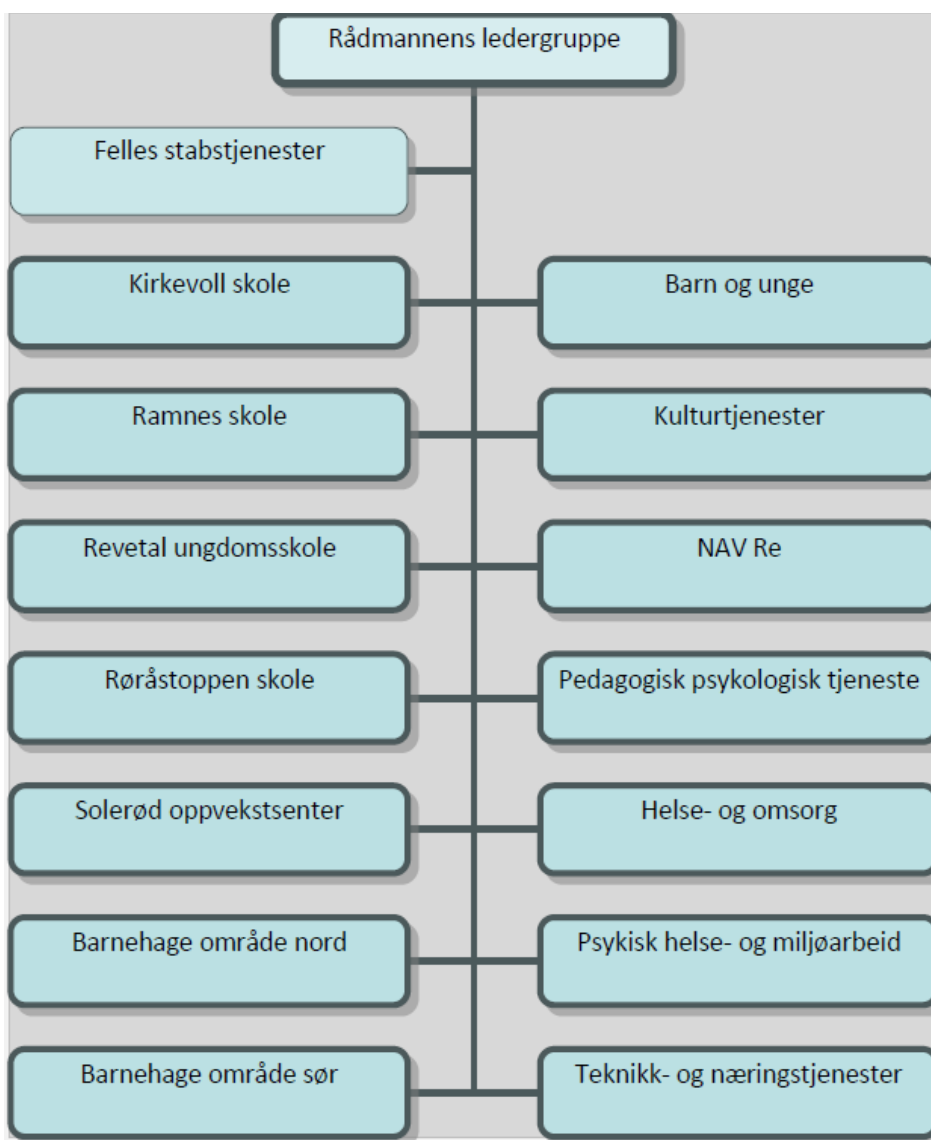 Rådmannens ledergruppe
Felles stabstjenester
Kirkevoll skole
Barn og unge
Ramnes skole
Kulturtjenester
Revetal ungdomsskole
NAV Re
Røråstoppen skole
Pedagogisk psykologisk tjeneste
Solerød oppvekstsenter
Helse- og omsorg
Barnehage område nord
Psykisk helse- og miljøarbeid
Barnehage område sør
Teknikk- og næringstjenester